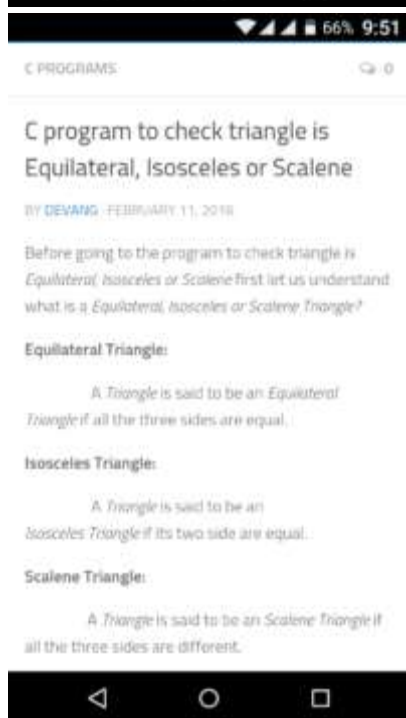 66% 9:51
C PROGRAMS 0
C program to check triangle is
Equilateral, Isosceles or Scalene
BY DEVANG · FEBRUARY 11, 2018
Before going to the program to check triangle is
Equilateral, Isosceles or Scalene first let us understand
what is a Equilateral, Isosceles or Scalene Triangle?
Equilateral Triangle:
A Triangle is said to be an Equilateral
Triangle if all the three sides are equal.
Isosceles Triangle:
A Triangle is said to be an
Isosceles Triangle if its two side are equal.
Scalene Triangle:
A Triangle is said to be an Scalene Triangle if
all the three sides are different.